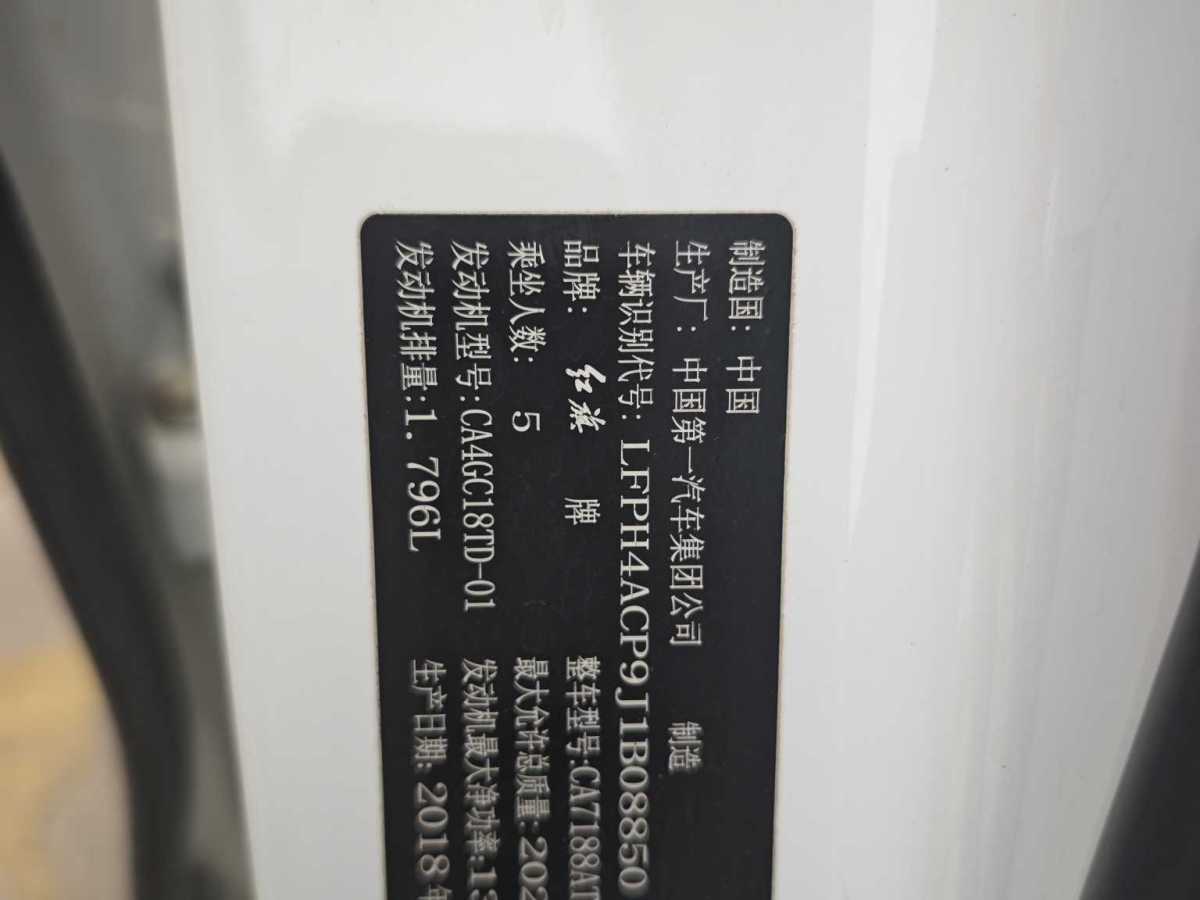 制造国: 中国
生产厂: 中国第一汽车集团公司 制造
车辆识别代号: LFPH4ACP9J1B08850
品牌: 红旗 牌 整车型号:CA7188AT
乘坐人数: 5 最大允许总质量:202
发动机型号:CA4GC18TD-01 发动机最大净功率:13
发动机排量:1.796L 生产日期: 2018年